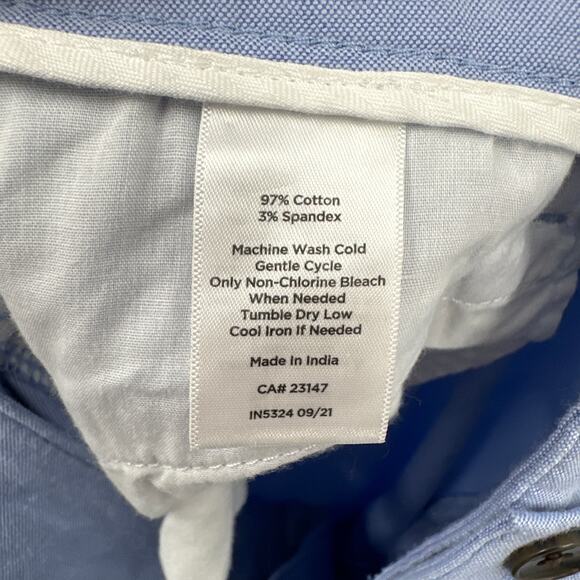 97% Cotton
3% Spandex
Machine Wash Cold
Gentle Cycle
Only Non-Chlorine Bleach
When Needed
Tumble Dry Low
Cool Iron If Needed
Made In India
CA# 23147
IN5324 09/21